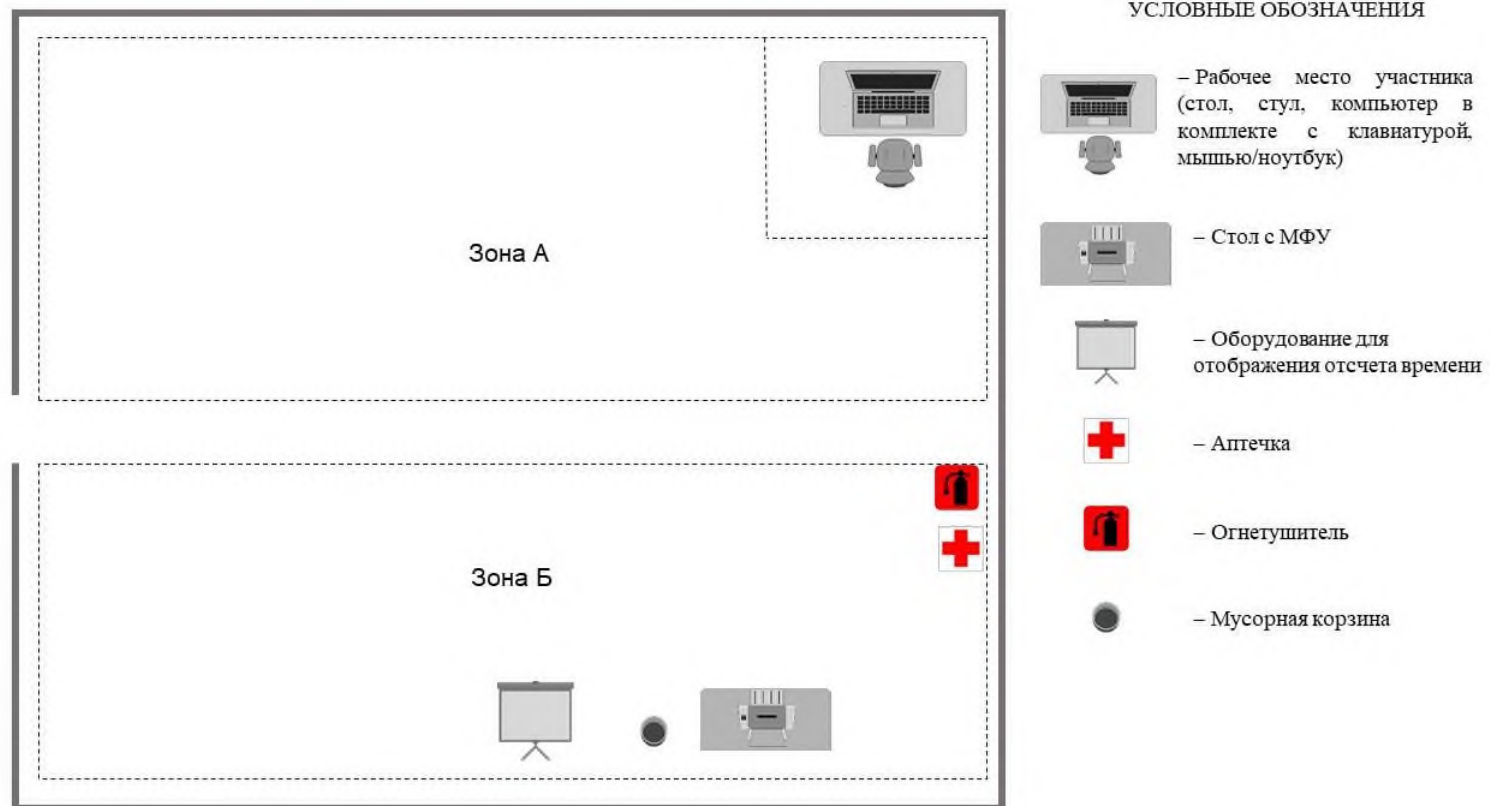 УСЛОВНЫЕ ОБОЗНАЧЕНИЯ
– Рабочее место участника
(стол, стул, компьютер в
комплекте с клавиатурой,
мышью/ноутбук)
– Стол с МФУ
– Оборудование для
отображения отсчета времени
– Аптечка
– Огнетушитель
– Мусорная корзина
Зона А
Зона Б